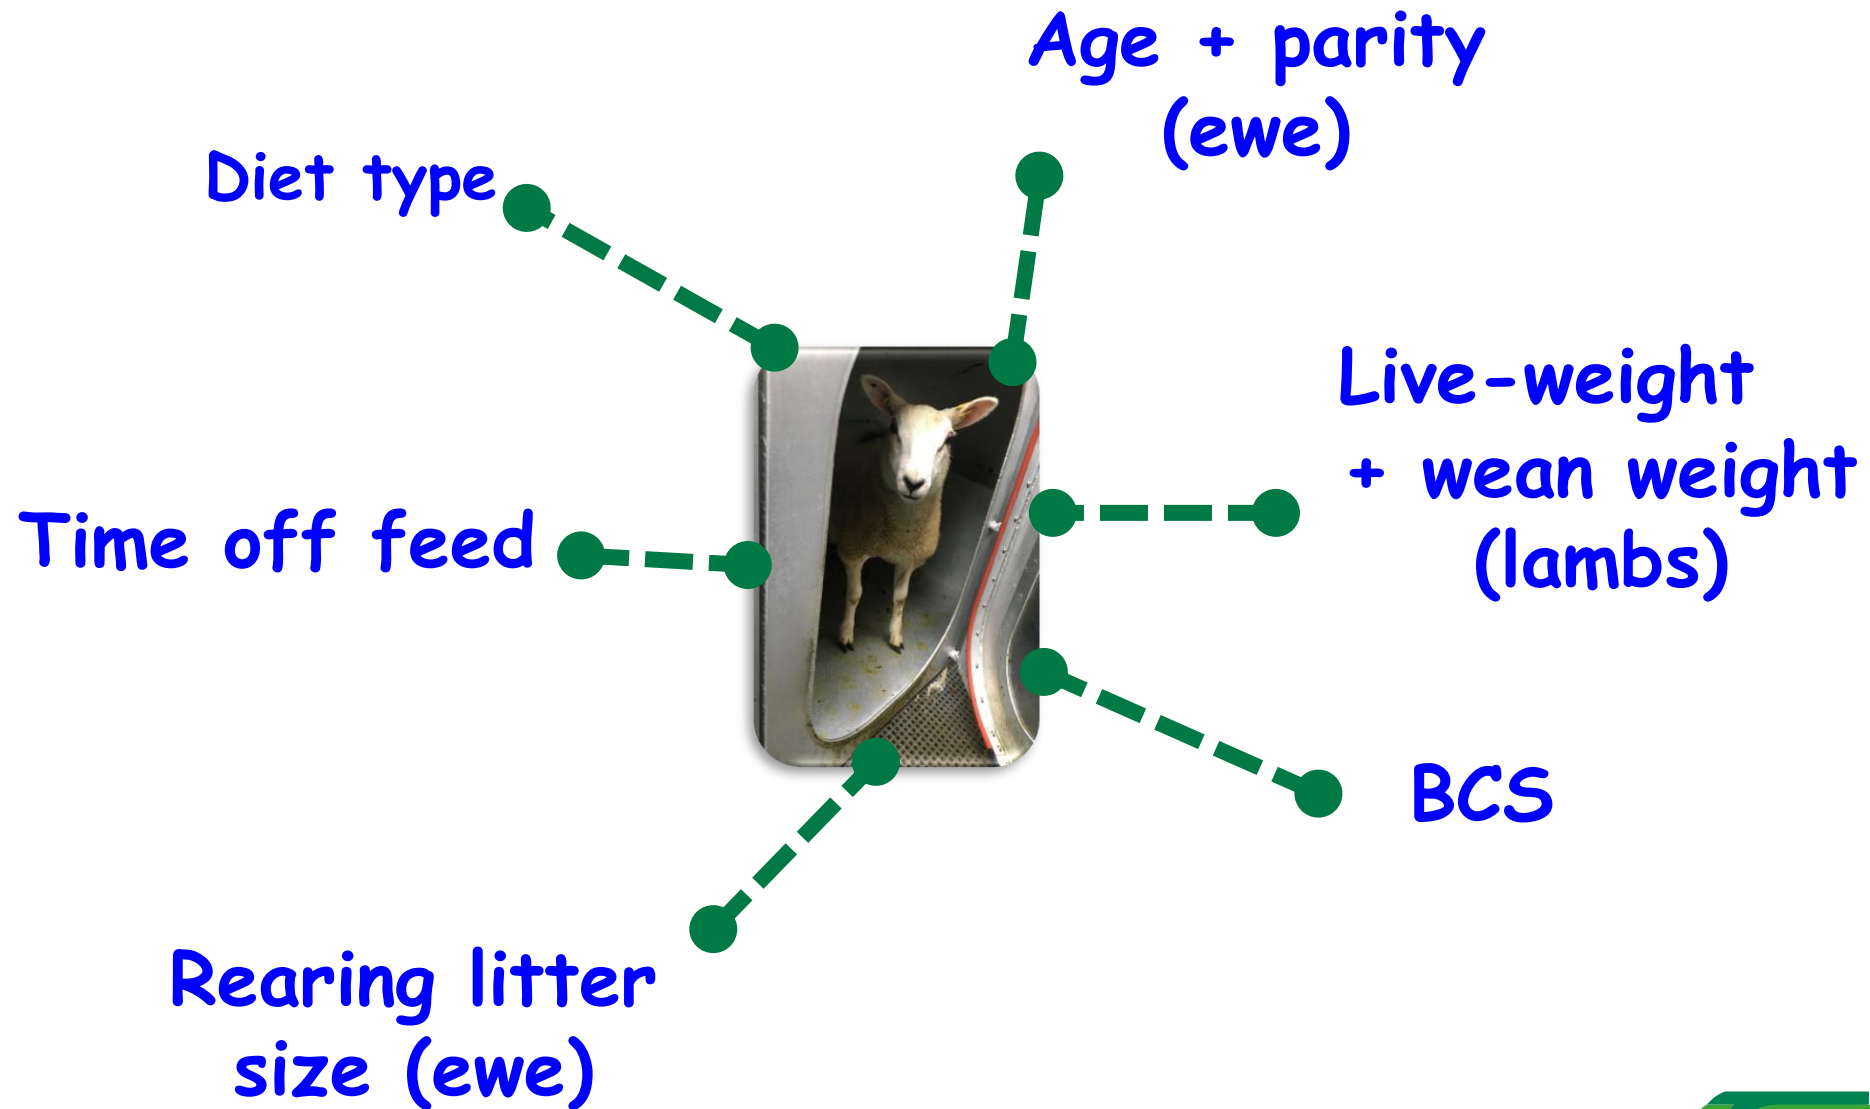 Age + parity
(ewe)
Diet type
Live-weight
+ wean weight
(lambs)
Time off feed
BCS
Rearing litter
size (ewe)